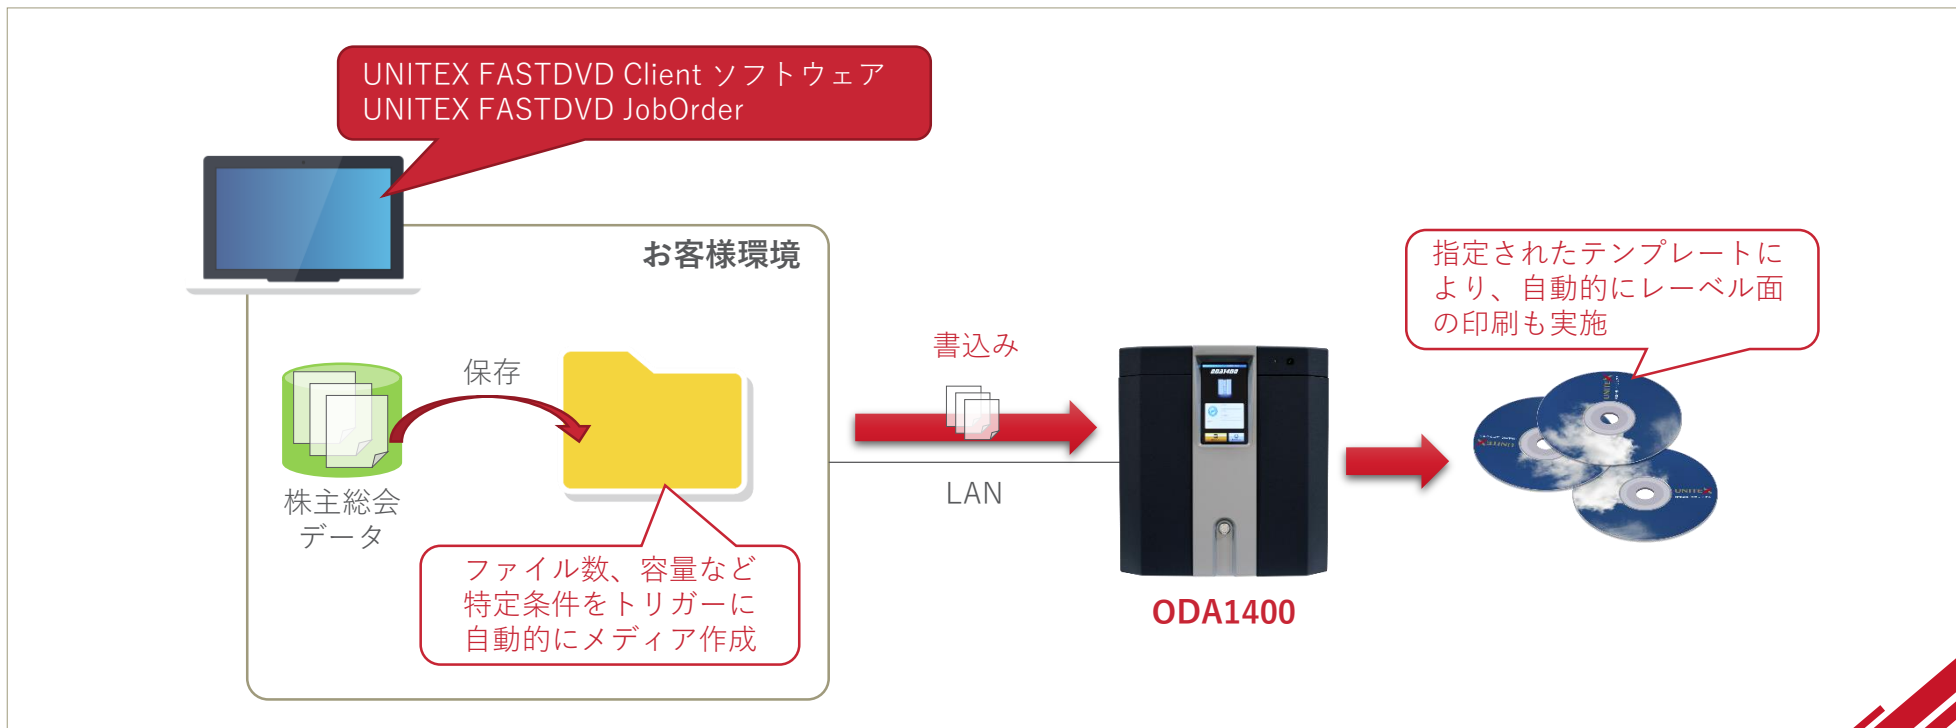 UNITEX FASTDVD Client ソフトウェア
UNITEX FASTDVD JobOrder
お客様環境
保存
株主総会
データ
ファイル数、容量など
特定条件をトリガーに
自動的にメディア作成
書込み
LAN
ODA1400
ODA1400
指定されたテンプレートに
より、自動的にレーベル面
の印刷も実施
UNITEX
UNITEX
UNITEX